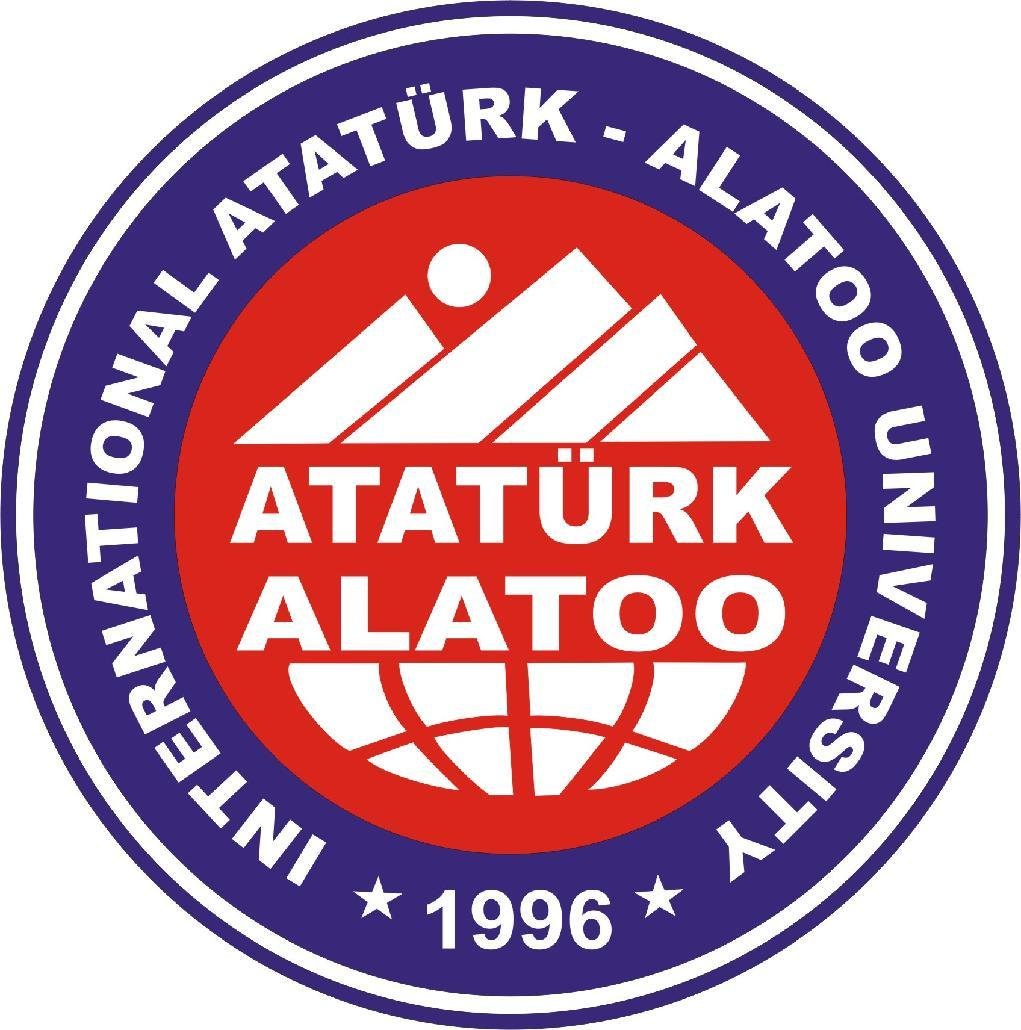 INTERNATIONAL ATATÜRK - ALATOO UNIVERSITY
ATATÜRK
ALATOO
1996